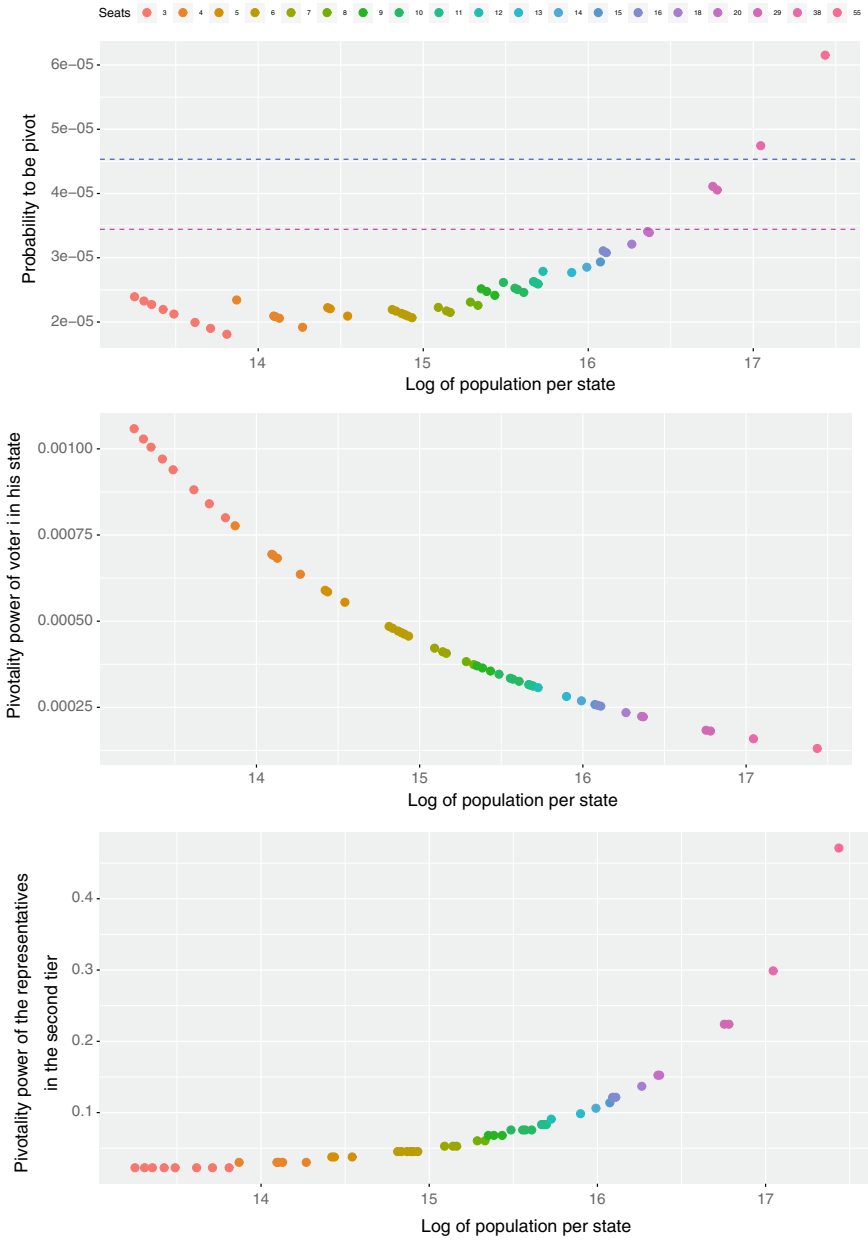 Seats 3 4 5 6 7 8 9 10 11 12 13 14 15 16 18 20 29 38 55
6e−05
5e−05
4e−05
3e−05
2e−05
Probability to be pivot
14 15 16 17
Log of population per state
0.00100
0.00075
0.00050
0.00025
Pivotality power of voter i in his state
14 15 16 17
Log of population per state
0.4
0.3
0.2
0.1
Pivotality power of the representatives
in the second tier
14 15 16 17
Log of population per state